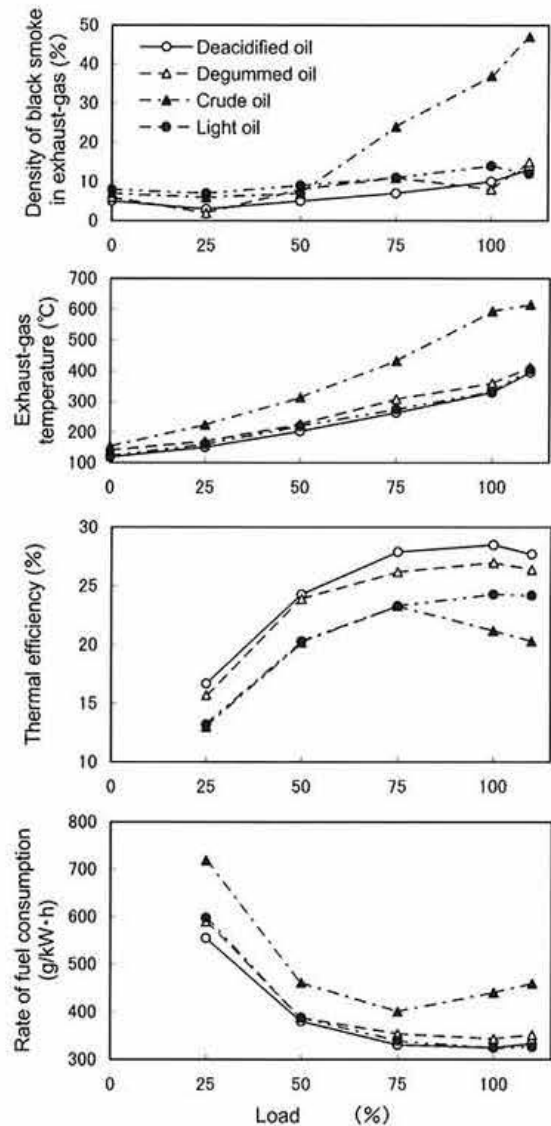 Density of black smoke
in exhaust-gas (%)
50
40
30
20
10
0
Deacidified oil
Degummed oil
Crude oil
Light oil
0 25 50 75 100
Exhaust-gas
temperature (℃)
700
600
500
400
300
200
100
0 25 50 75 100
Thermal efficiency (%)
30
25
20
15
10
0 25 50 75 100
Rate of fuel consumption
(g/kW·h)
800
700
600
500
400
300
0 25 50 75 100
Load (%)